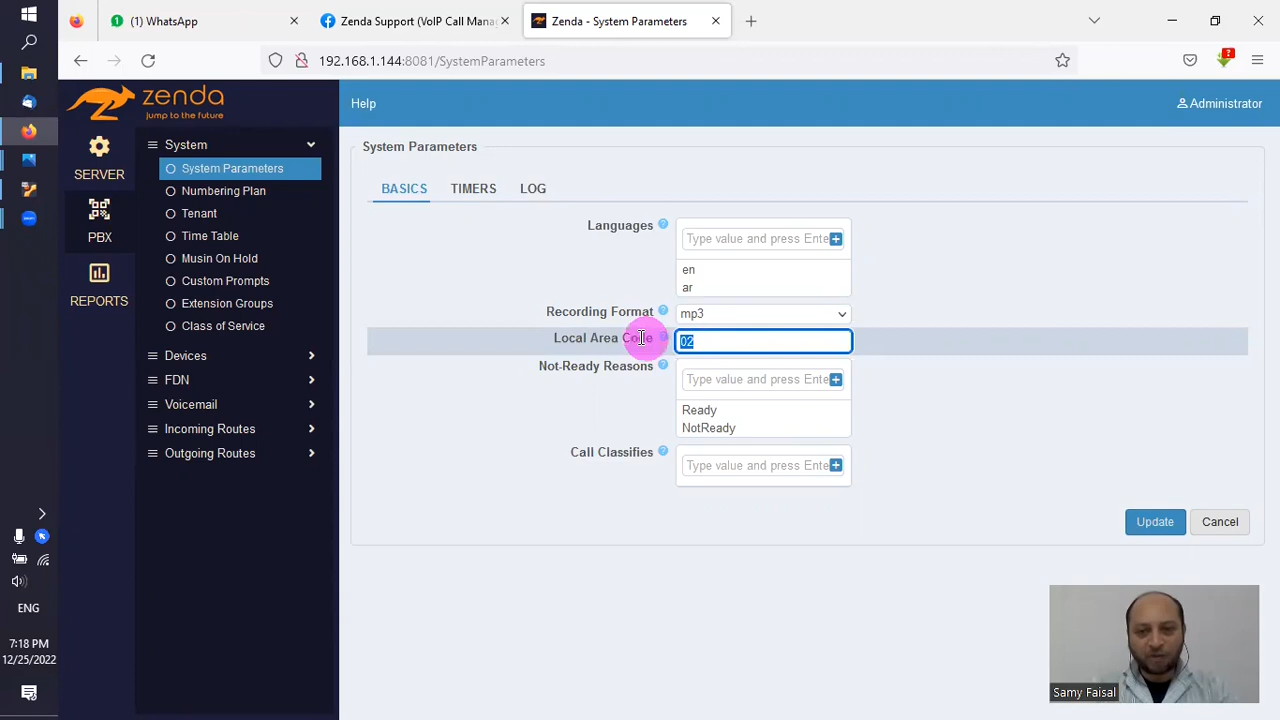 (1) WhatsApp
Zenda Support (VoIP Call Mana
Zenda - System Parameters
192.168.1.144:8081/SystemParameters
?
zenda
jump to the future
Help
Administrator
SERVER
PBX
REPORTS
System
System Parameters
Numbering Plan
Tenant
Time Table
Musin On Hold
Custom Prompts
Extension Groups
Class of Service
Devices
FDN
Voicemail
Incoming Routes
Outgoing Routes
System Parameters
BASICS TIMERS LOG
Languages ?
Type value and press Ente
en
ar
Recording Format ? mp3
Local Area Code ? 02
Not-Ready Reasons ?
Type value and press Ente
Ready
NotReady
Call Classifies ?
Type value and press Ente
Update Cancel
ENG
7:18 PM
12/25/2022
Samy Faisal